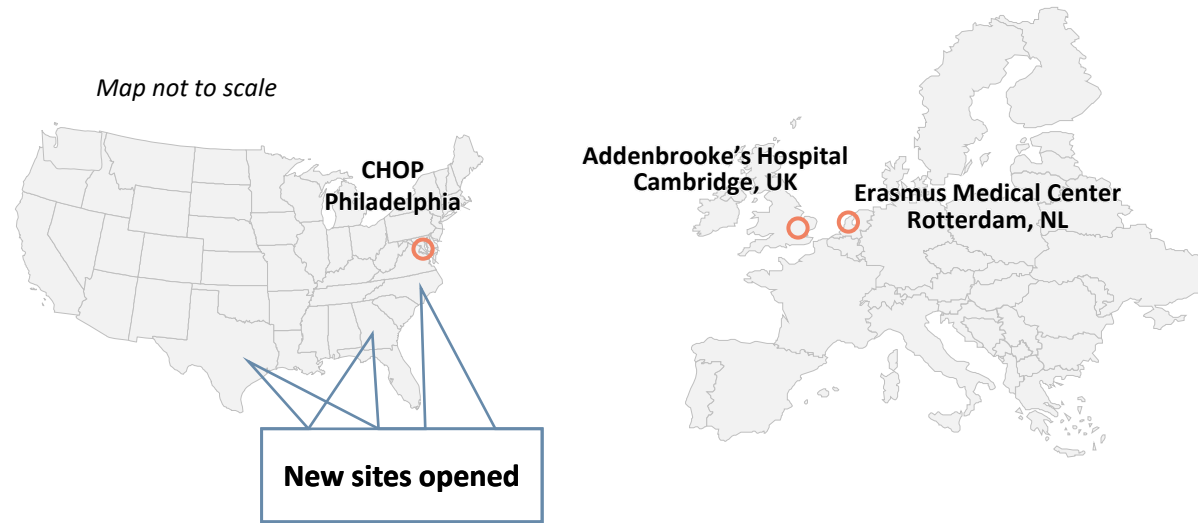 Map not to scale
CHOP
Philadelphia
Addenbrooke’s Hospital
Cambridge, UK
Erasmus Medical Center
Rotterdam, NL
New sites opened